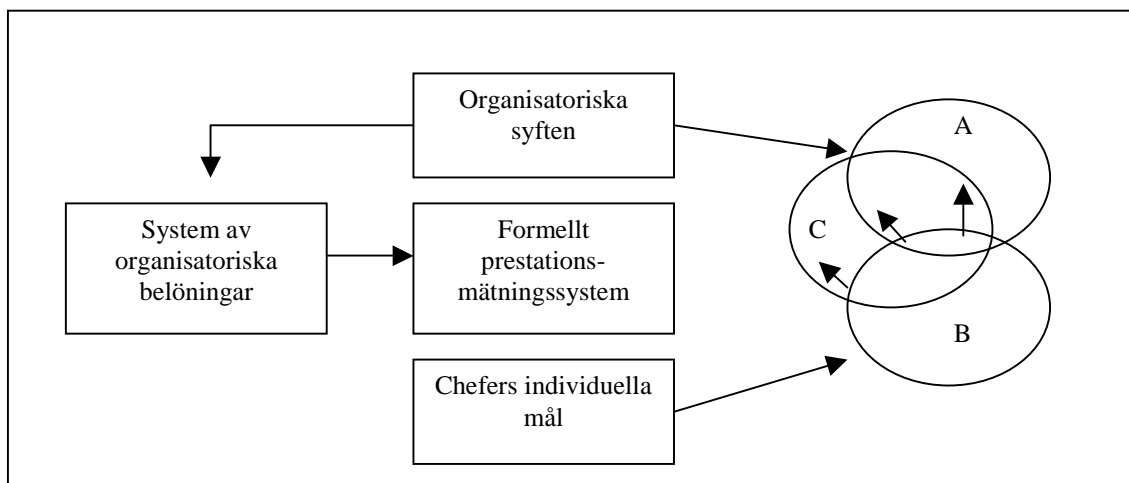 Organisatoriska
syften
A
System av
organisatoriska
belöningar
Formellt
prestations-
mätningssystem
C
B
Chefers individuella
mål